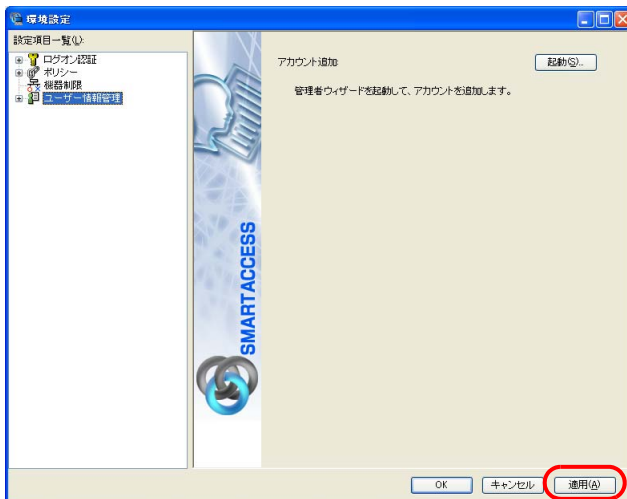 環境設定
設定項目一覧(L):
ログオン認証
ポリシー
機器制限
ユーザー情報管理
アカウント追加
起動(S)...
管理者ウィザードを起動して、アカウントを追加します。
SMARTACCESS
OK
キャンセル
適用(A)